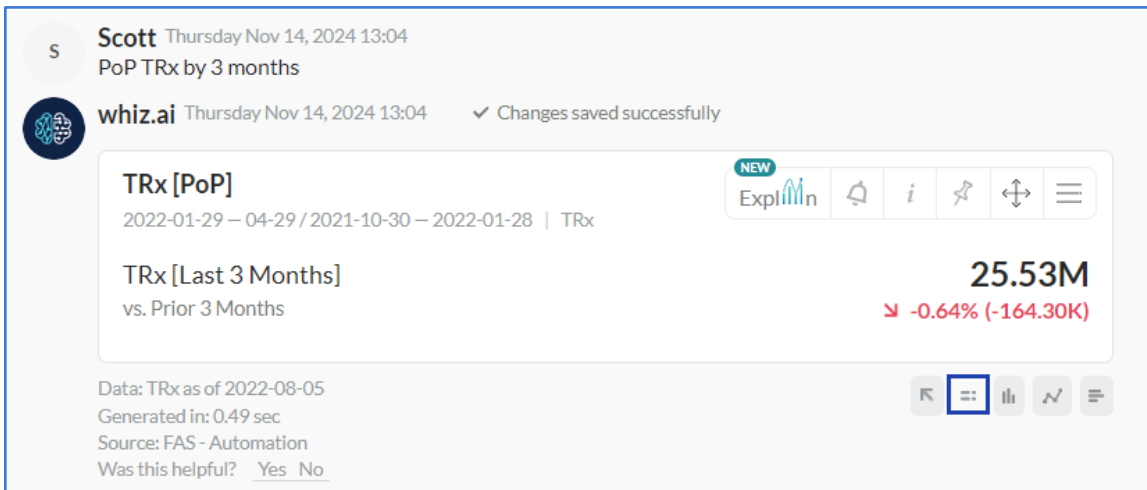 S
Scott Thursday Nov 14, 2024 13:04
PoP TRx by 3 months
whiz.ai Thursday Nov 14, 2024 13:04 ✓ Changes saved successfully
TRx [PoP]
NEW
Explain
2022-01-29 — 04-29 / 2021-10-30 — 2022-01-28 | TRx
TRx [Last 3 Months]
25.53M
vs. Prior 3 Months
-0.64% (-164.30K)
Data: TRx as of 2022-08-05
Generated in: 0.49 sec
Source: FAS - Automation
Was this helpful? Yes No